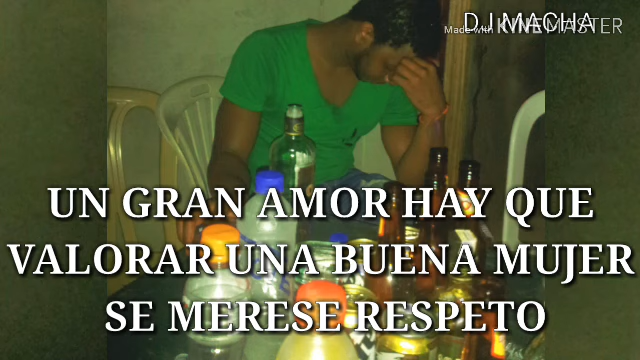 DJ MACHA
Made with KINEMASTER
UN GRAN AMOR HAY QUE
VALORAR UNA BUENA MUJER
SE MERESE RESPETO